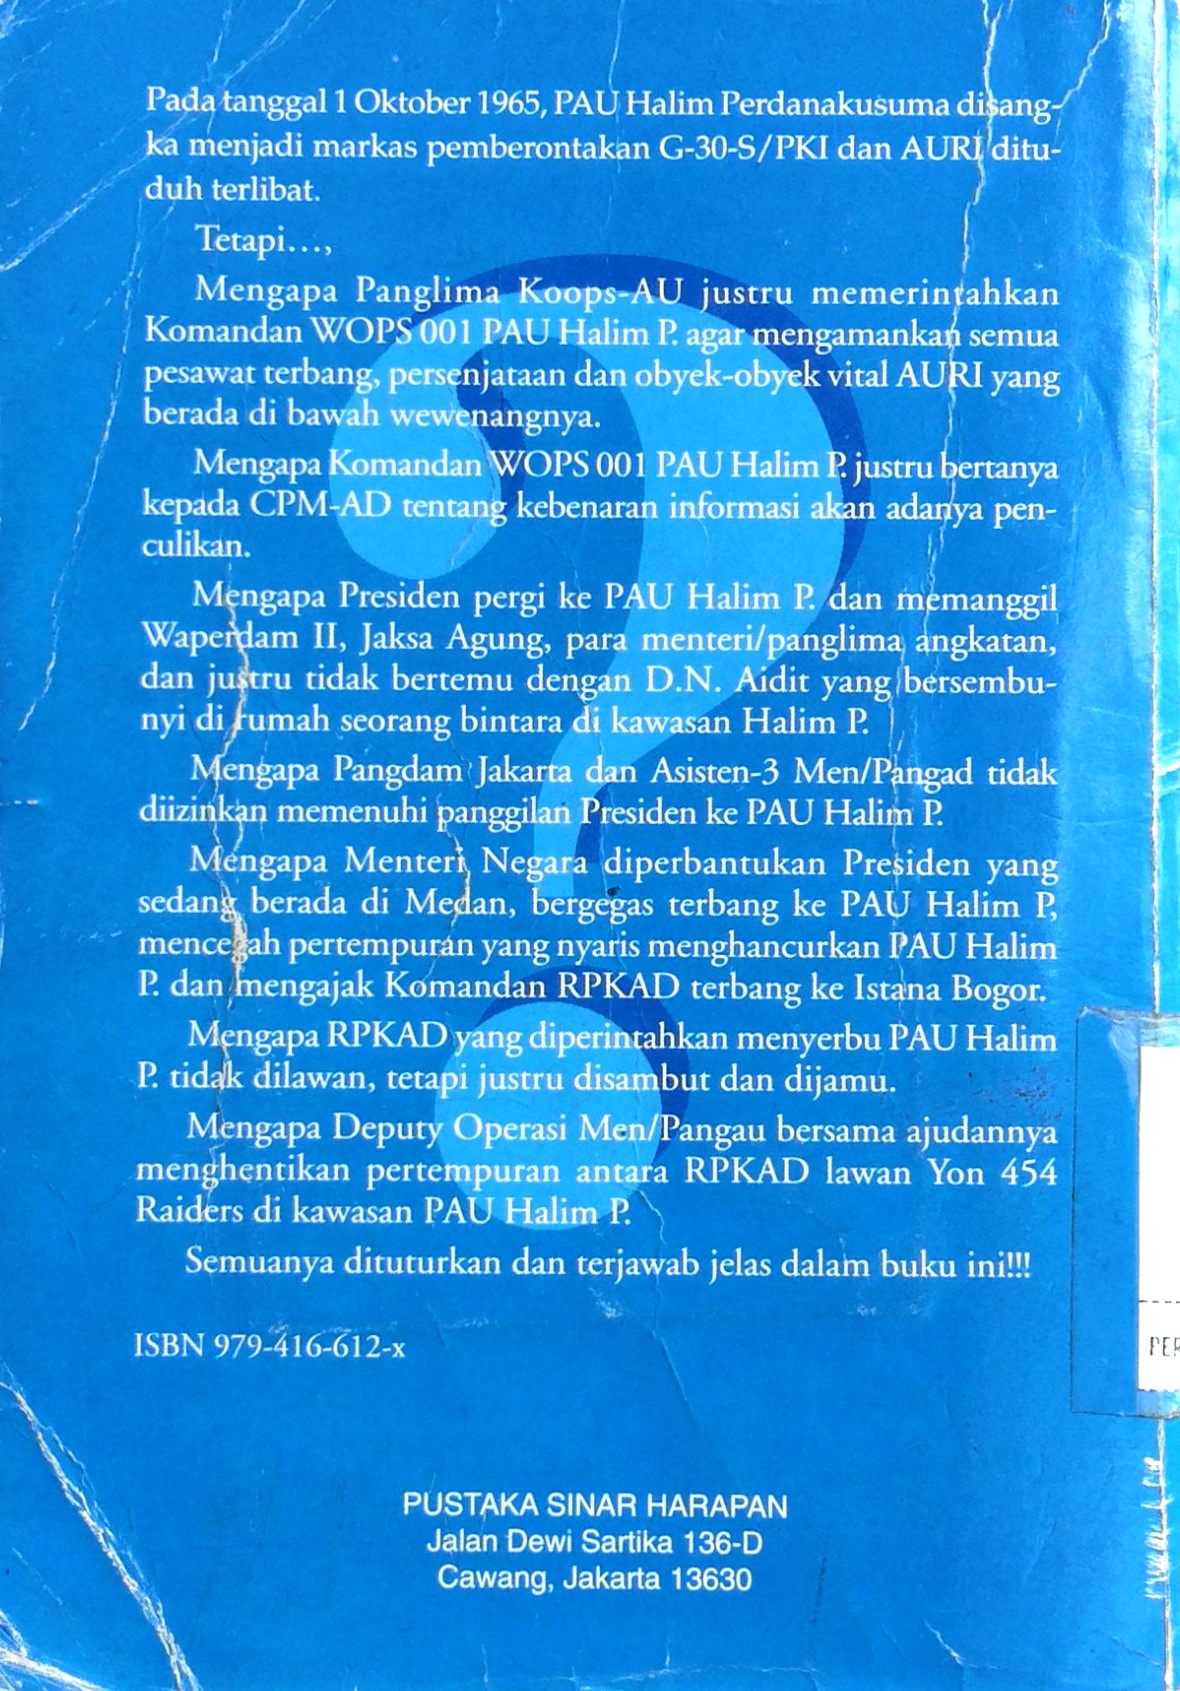 Pada tanggal 1 Oktober 1965, PAU Halim Perdanakusuma disang-
ka menjadi markas pemberontakan G-30-S/PKI dan AURI ditu-
duh terlibat.
Tetapi...,
Mengapa Panglima Koops-AU justru memerintahkan
Komandan WOPS 001 PAU Halim P. agar mengamankan semua
pesawat terbang, persenjataan dan obyek-obyek vital AURI yang
berada di bawah wewenangnya.
Mengapa Komandan WOPS 001 PAU Halim P. justru bertanya
kepada CPM-AD tentang kebenaran informasi akan adanya pen-
culikan.
Mengapa Presiden pergi ke PAU Halim P. dan memanggil
Waperdam II, Jaksa Agung, para menteri/panglima angkatan,
dan justru tidak bertemu dengan D.N. Aidit yang bersembu-
nyi di rumah seorang bintara di kawasan Halim P.
Mengapa Pangdam Jakarta dan Asisten-3 Men/Pangad tidak
diizinkan memenuhi panggilan Presiden ke PAU Halim P.
Mengapa Menteri Negara diperbantukan Presiden yang
sedang berada di Medan, bergegas terbang ke PAU Halim P,
mencegah pertempuran yang nyaris menghancurkan PAU Halim
P. dan mengajak Komandan RPKAD terbang ke Istana Bogor.
Mengapa RPKAD yang diperintahkan menyerbu PAU Halim
P. tidak dilawan, tetapi justru disambut dan dijamu.
Mengapa Deputy Operasi Men/Pangau bersama ajudannya
menghentikan pertempuran antara RPKAD lawan Yon 454
Raiders di kawasan PAU Halim P.
Semuanya dituturkan dan terjawab jelas dalam buku ini!!!
ISBN 979-416-612-x
PER
PUSTAKA SINAR HARAPAN
Jalan Dewi Sartika 136-D
Cawang, Jakarta 13630